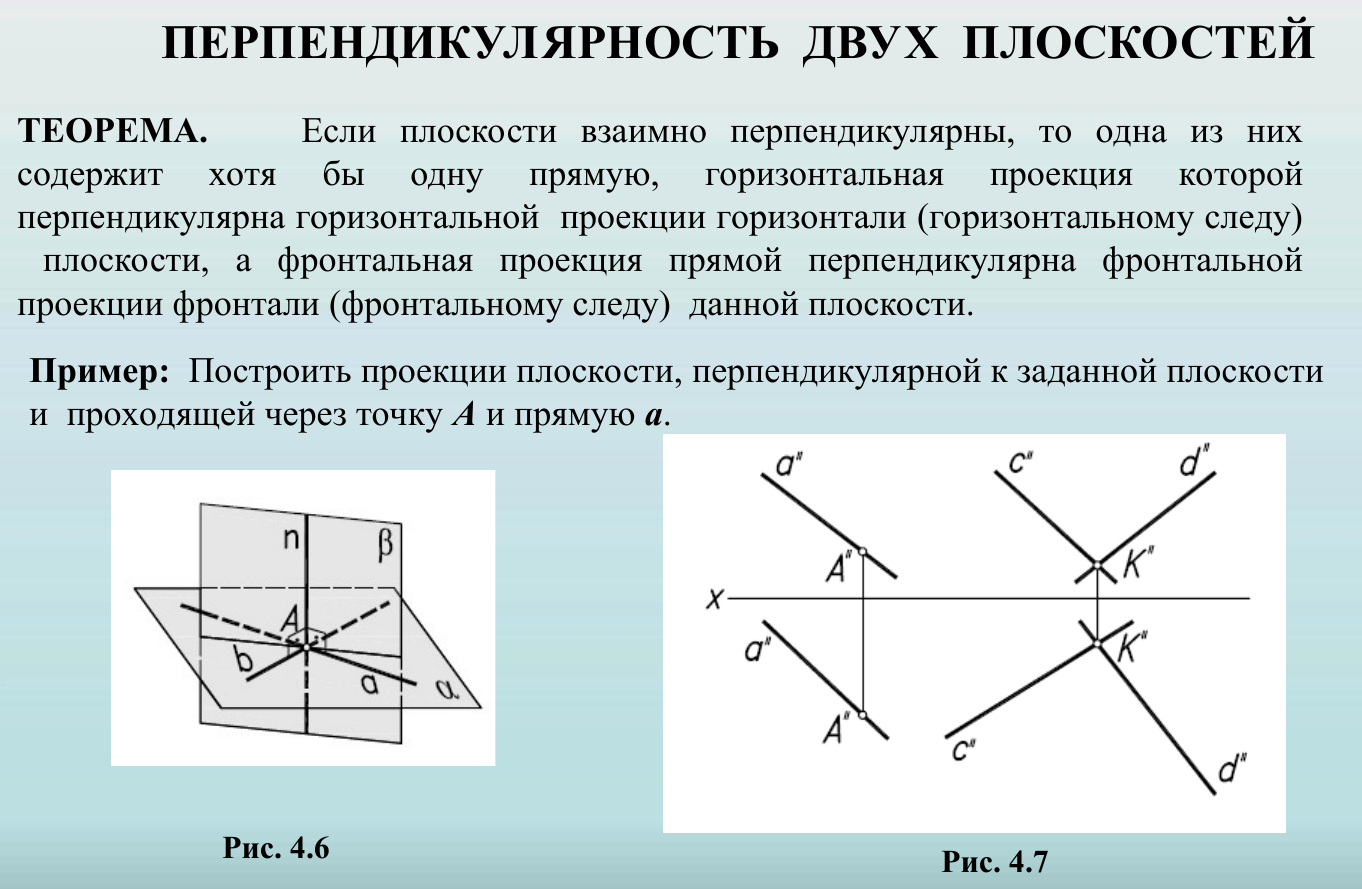 ПЕРПЕНДИКУЛЯРНОСТЬ ДВУХ ПЛОСКОСТЕЙ
ТЕОРЕМА. Если плоскости взаимно перпендикулярны, то одна из них
содержит хотя бы одну прямую, горизонтальная проекция которой
перпендикулярна горизонтальной проекции горизонтали (горизонтальному следу)
плоскости, а фронтальная проекция прямой перпендикулярна фронтальной
проекции фронтали (фронтальному следу) данной плоскости.
Пример: Построить проекции плоскости, перпендикулярной к заданной плоскости
и проходящей через точку А и прямую а.
n
β
A
b
a
α
a"
c"
d"
A"
K"
x
a"
K"
A"
c"
d"
Рис. 4.6
Рис. 4.7